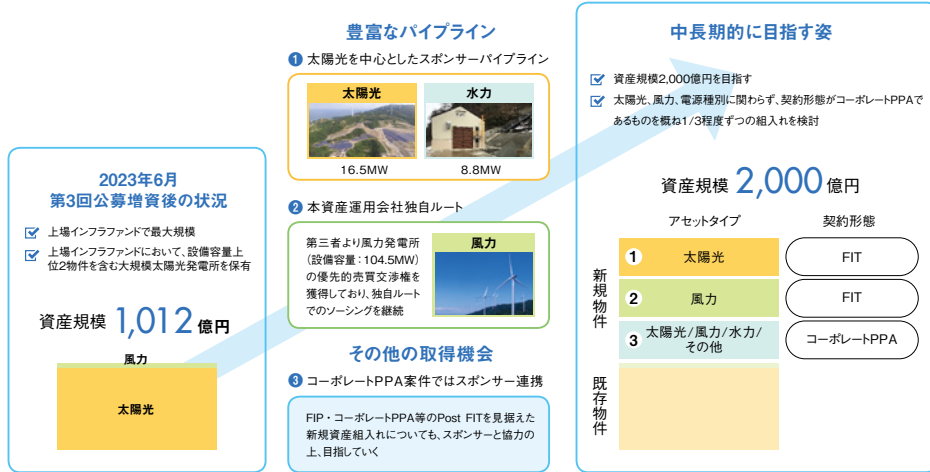 2023年6月
第3回公募増資後の状況
上場インフラファンドで最大規模
上場インフラファンドにおいて、設備容量上
位2物件を含む大規模太陽光発電所を保有
資産規模 1,012 億円
風力
太陽光
豊富なパイプライン
1 太陽光を中心としたスポンサーパイプライン
太陽光
水力
16.5MW
8.8MW
2 本資産運用会社独自ルート
第三者より風力発電所
(設備容量:104.5MW)
の優先的売買交渉権を
獲得しており、独自ルート
でのソーシングを継続
風力
その他の取得機会
3 コーポレートPPA案件ではスポンサー連携
FIP・コーポレートPPA等のPost FITを見据えた
新規資産組入れについても、スポンサーと協力の
上、目指していく
中長期的に目指す姿
資産規模2,000億円を目指す
太陽光、風力、電源種別に関わらず、契約形態がコーポレートPPAで
あるものを概ね1/3程度ずつの組入れを検討
資産規模 2,000 億円
アセットタイプ
契約形態
新規物件
1 太陽光
FIT
2 風力
FIT
3 太陽光/風力/水力/
その他
コーポレートPPA
既存物件